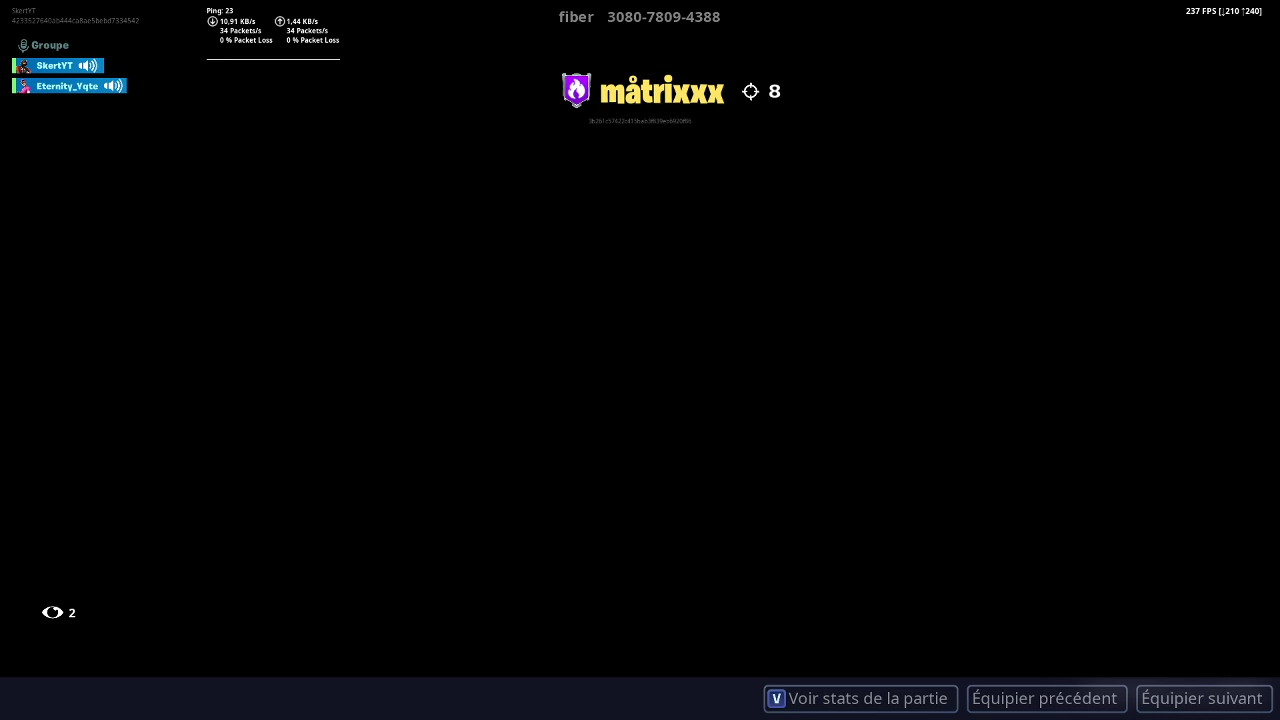 SkertYT
Ping: 23
10,91 KB/s 1,44 KB/s
34 Packets/s 34 Packets/s
0 % Packet Loss 0 % Packet Loss
fiber 3080-7809-4388
237 FPS [↓210 ↑240]
Groupe
SkertYT
Eternity_Yqte
måtrixxx 8
2
V Voir stats de la partie
Équipier précédent
Équipier suivant